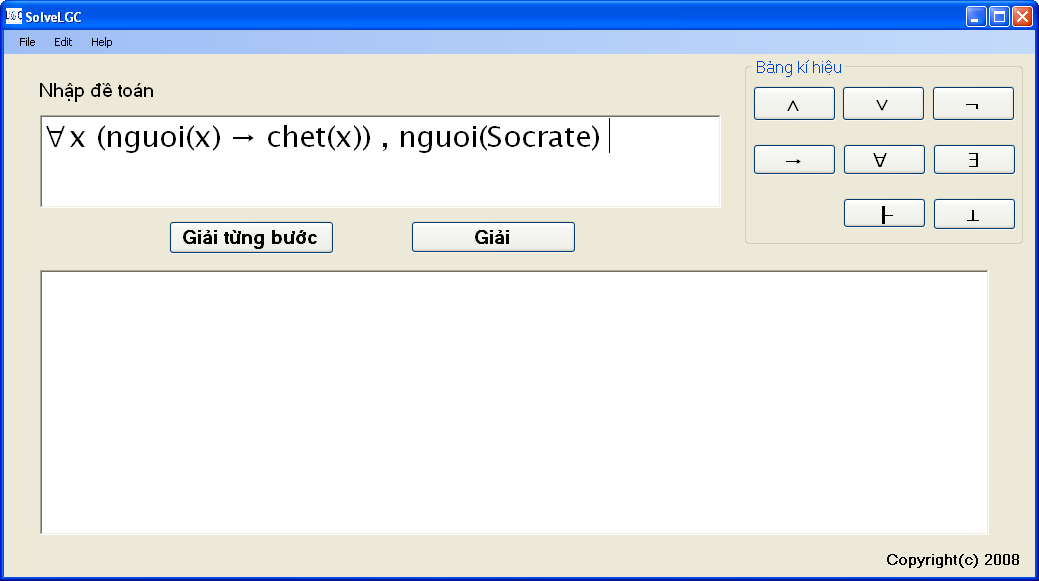 SolveLGC
File Edit Help
Nhập đề toán
∀x (nguoi(x) → chet(x)) , nguoi(Socrate)
Giải từng bước Giải
Bảng kí hiệu
∧ ∨ ¬
→ ∀ ∃
├ ⊥
Copyright(c) 2008